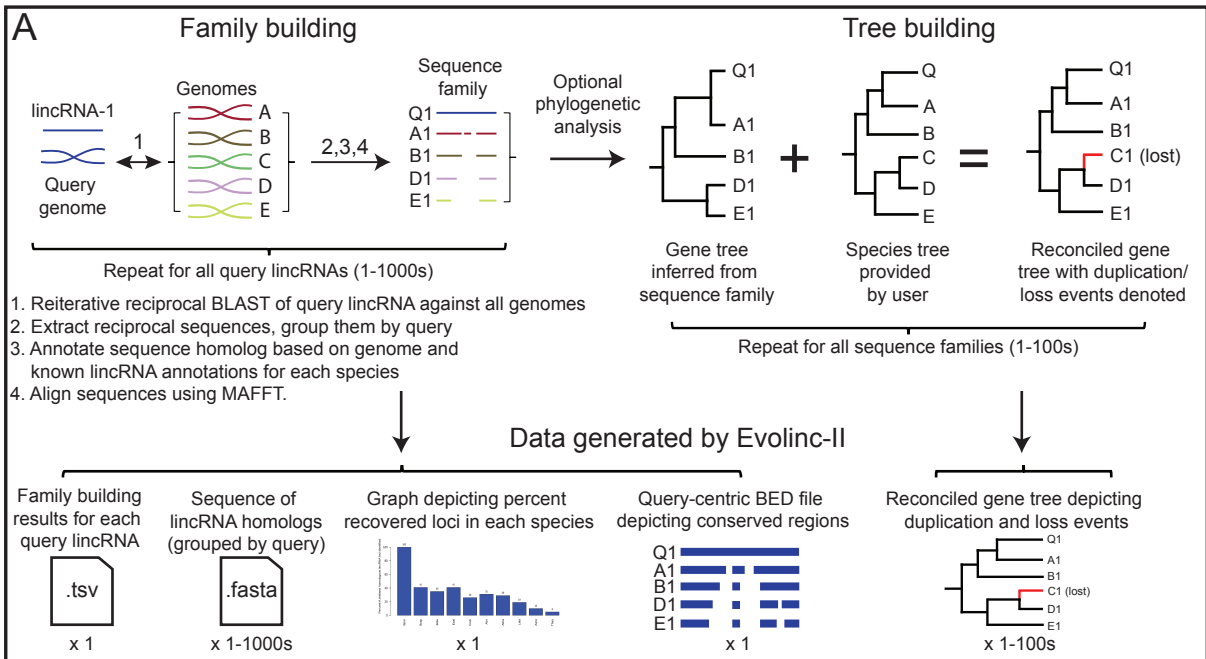 A
Family building
Tree building
lincRNA-1
Query
genome
1
Genomes
A
B
C
D
E
2,3,4
Sequence
family
Q1
A1
B1
D1
E1
Optional
phylogenetic
analysis
Q1
A1
B1
D1
E1
+
Q
A
B
C
D
E
=
Q1
A1
B1
C1 (lost)
D1
E1
Gene tree
inferred from
sequence family
Species tree
provided
by user
Reconciled gene
tree with duplication/
loss events denoted
Repeat for all query lincRNAs (1-1000s)
Repeat for all sequence families (1-100s)
1. Reiterative reciprocal BLAST of query lincRNA against all genomes
2. Extract reciprocal sequences, group them by query
3. Annotate sequence homolog based on genome and
known lincRNA annotations for each species
4. Align sequences using MAFFT.
Data generated by Evolinc-II
Family building
results for each
query lincRNA
.tsv
x 1
Sequence of
lincRNA homologs
(grouped by query)
.fasta
x 1-1000s
Graph depicting percent
recovered loci in each species
x 1
Query-centric BED file
depicting conserved regions
Q1
A1
B1
D1
E1
x 1
Reconciled gene tree depicting
duplication and loss events
Q1
A1
B1
C1 (lost)
D1
E1
x 1-100s